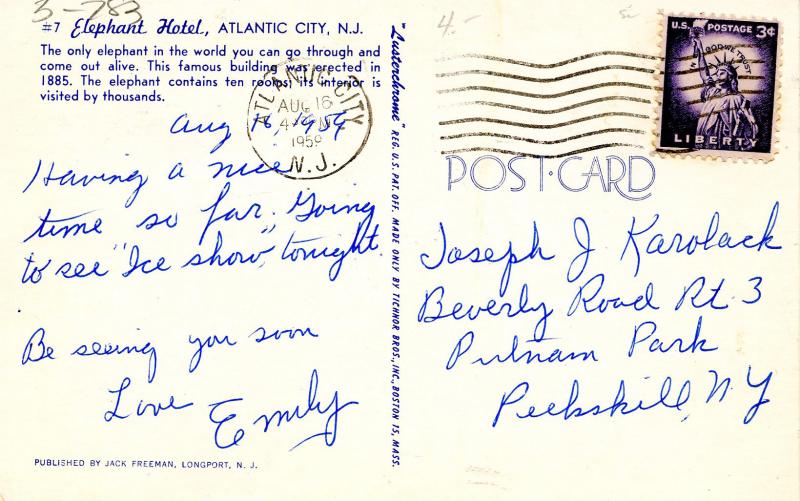 3-783
#7 Elephant Hotel, ATLANTIC CITY, N.J.
The only elephant in the world you can go through and
come out alive. This famous building was erected in
1885. The elephant contains ten rooms; its interior is
visited by thousands.
Aug 16, 1959
Having a nice
time so far. Going
to see "Ice show", tonight.
Be seeing you soon
Love Emily
PUBLISHED BY JACK FREEMAN, LONGPORT, N. J.
ATLANTIC CITY
AUG 16
1959
N.J.
"Lusterchrome" REG. U.S. PAT. OFF. MADE ONLY BY TICHNOR BROS., INC., BOSTON 15, MASS.
4.-
U.S. POSTAGE 3¢
IN GOD WE TRUST
LIBERTY
POST-CARD
Joseph J Karolack
Beverly Road Rt. 3
Putnam Park
Peekskill, N Y